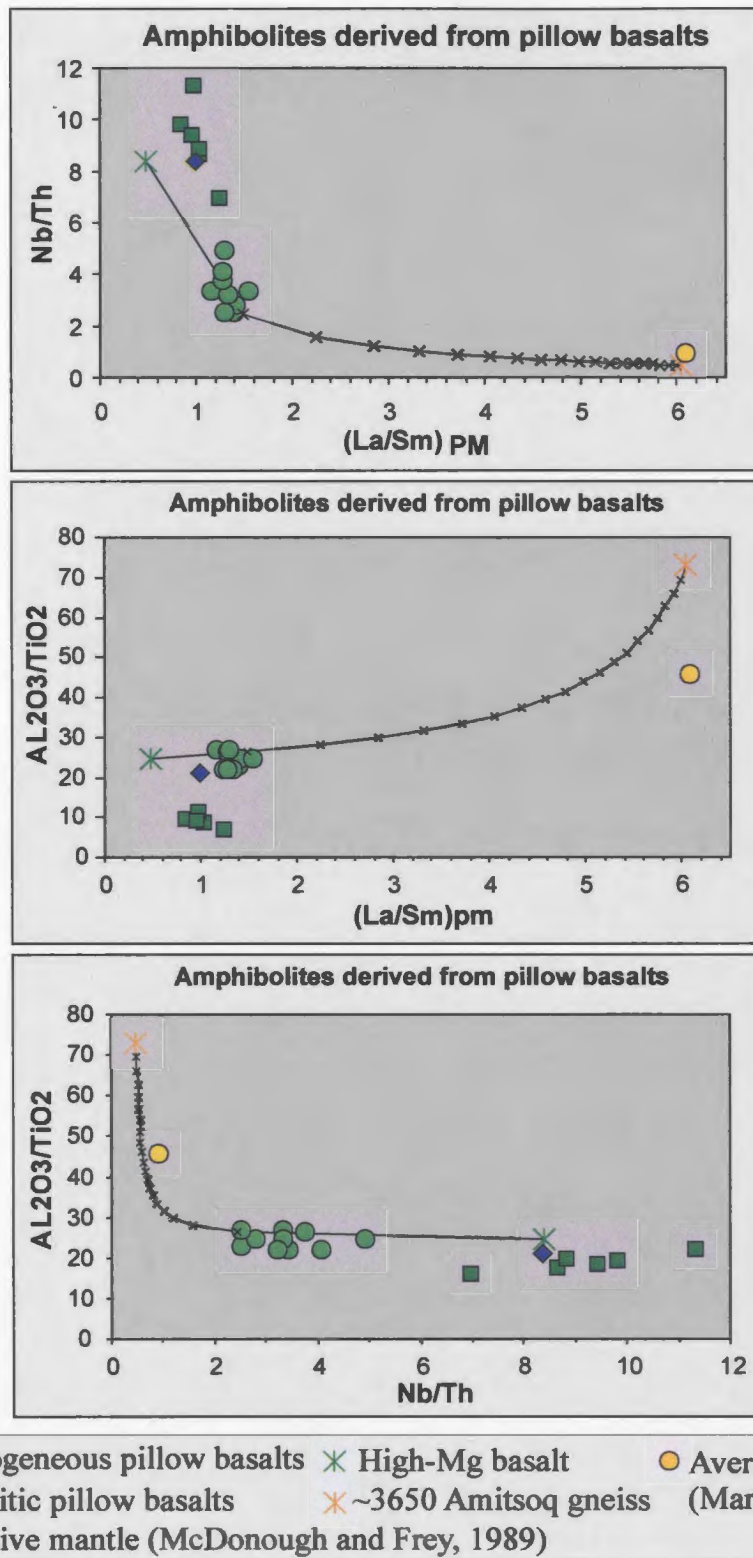 Amphibolites derived from pillow basalts
12
10
8
6
4
2
0
Nb/Th
0 1 2 3 4 5 6
(La/Sm) PM
Amphibolites derived from pillow basalts
80
70
60
50
40
30
20
10
0
AL2O3/TiO2
0 1 2 3 4 5 6
(La/Sm)pm
Amphibolites derived from pillow basalts
80
70
60
50
40
30
20
10
0
AL2O3/TiO2
0 2 4 6 8 10 12
Nb/Th
ogeneous pillow basalts High-Mg basalt Aver
itic pillow basalts ~3650 Amitsoq gneiss (Mar
ive mantle (McDonough and Frey, 1989)